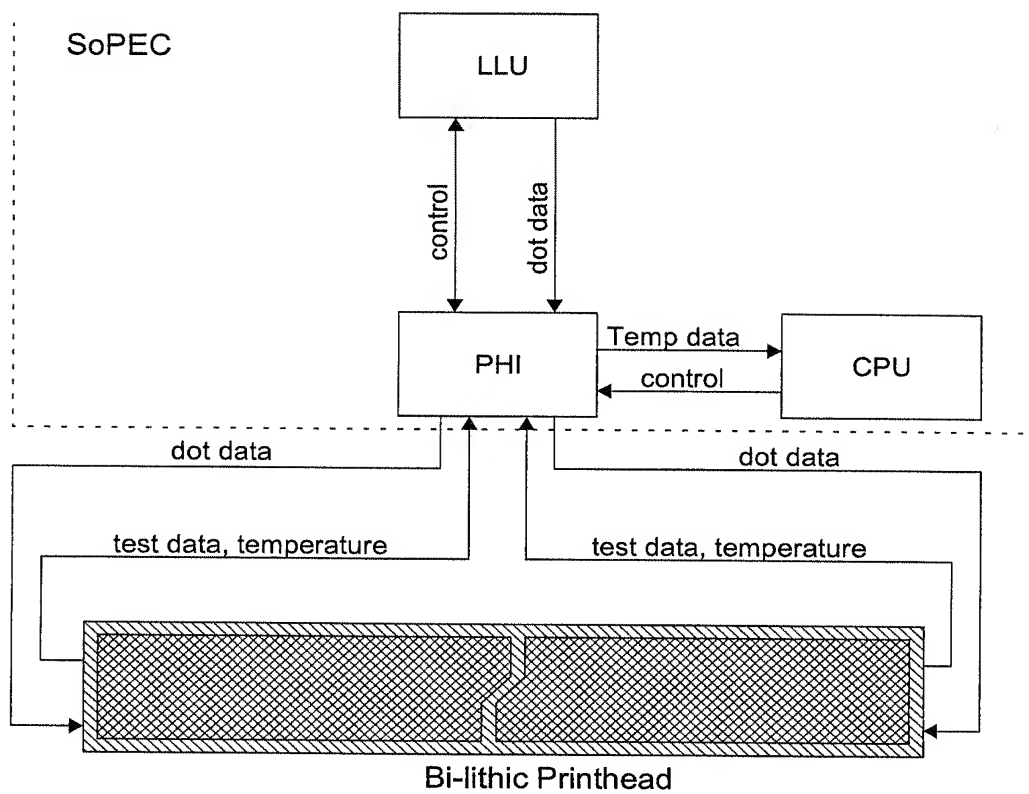 SoPEC
LLU
control
dot data
PHI
Temp data
control
CPU
dot data
dot data
test data, temperature
test data, temperature
Bi-lithic Printhead